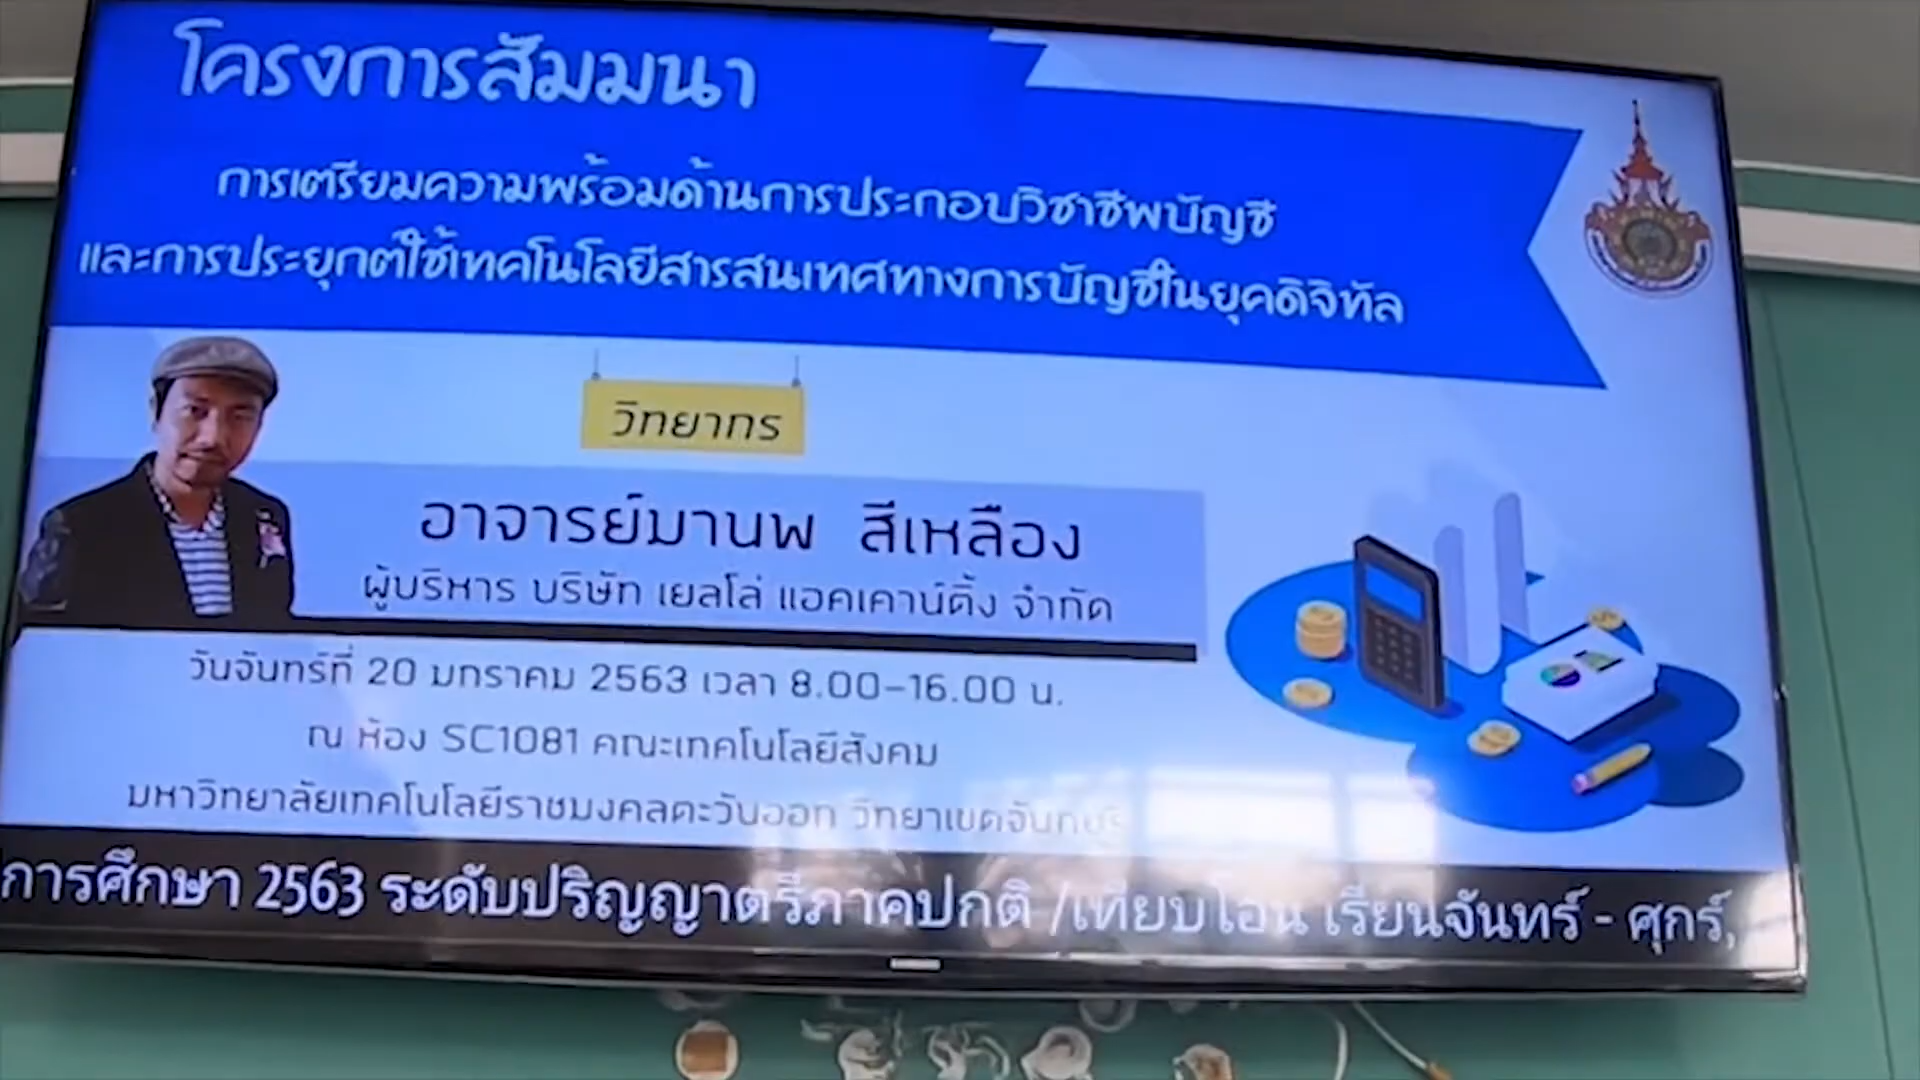 โครงการสัมมนา
การเตรียมความพร้อมด้านการประกอบวิชาชีพบัญชี
และการประยุกต์ใช้เทคโนโลยีสารสนเทศทางการบัญชีในยุคดิจิทัล
วิทยากร
อาจารย์มานพ สีเหลือง
ผู้บริหาร บริษัท เยลโล่ แอคเคาน์ติ้ง จำกัด
วันจันทร์ที่ 20 มกราคม 2563 เวลา 8.00-16.00 น.
ณ ห้อง SC1081 คณะเทคโนโลยีสังคม
มหาวิทยาลัยเทคโนโลยีราชมงคลตะวันออก วิทยาเขตจันทบุรี
การศึกษา 2563 ระดับปริญญาตรีภาคปกติ /เทียบโอน เรียนจันทร์ - ศุกร์,